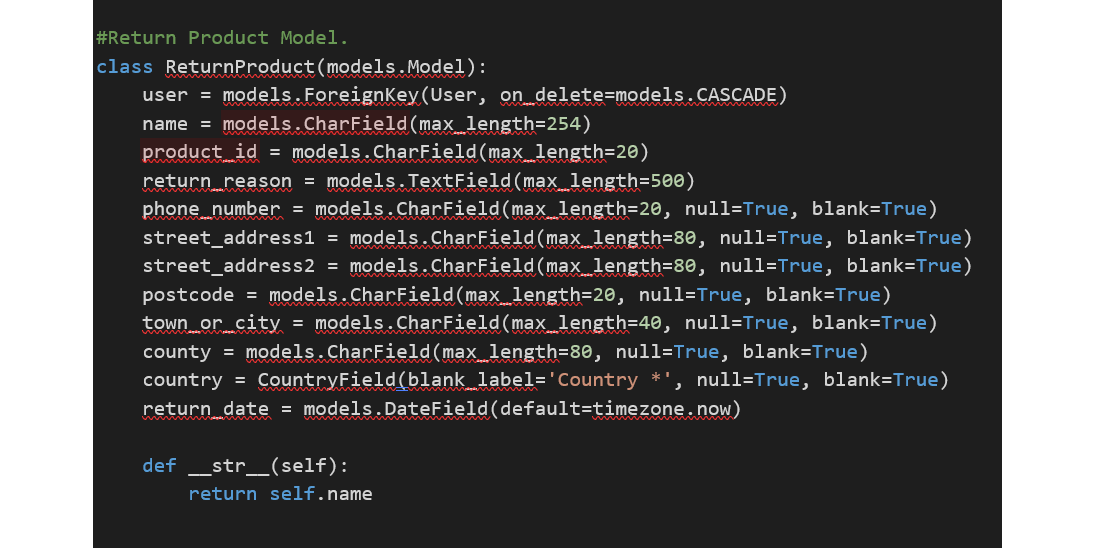 #Return Product Model.
class ReturnProduct(models.Model):
    user = models.ForeignKey(User, on_delete=models.CASCADE)
    name = models.CharField(max_length=254)
    product_id = models.CharField(max_length=20)
    return_reason = models.TextField(max_length=500)
    phone_number = models.CharField(max_length=20, null=True, blank=True)
    street_address1 = models.CharField(max_length=80, null=True, blank=True)
    street_address2 = models.CharField(max_length=80, null=True, blank=True)
    postcode = models.CharField(max_length=20, null=True, blank=True)
    town_or_city = models.CharField(max_length=40, null=True, blank=True)
    county = models.CharField(max_length=80, null=True, blank=True)
    country = CountryField(blank_label='Country *', null=True, blank=True)
    return_date = models.DateField(default=timezone.now)
    def __str__(self):
        return self.name